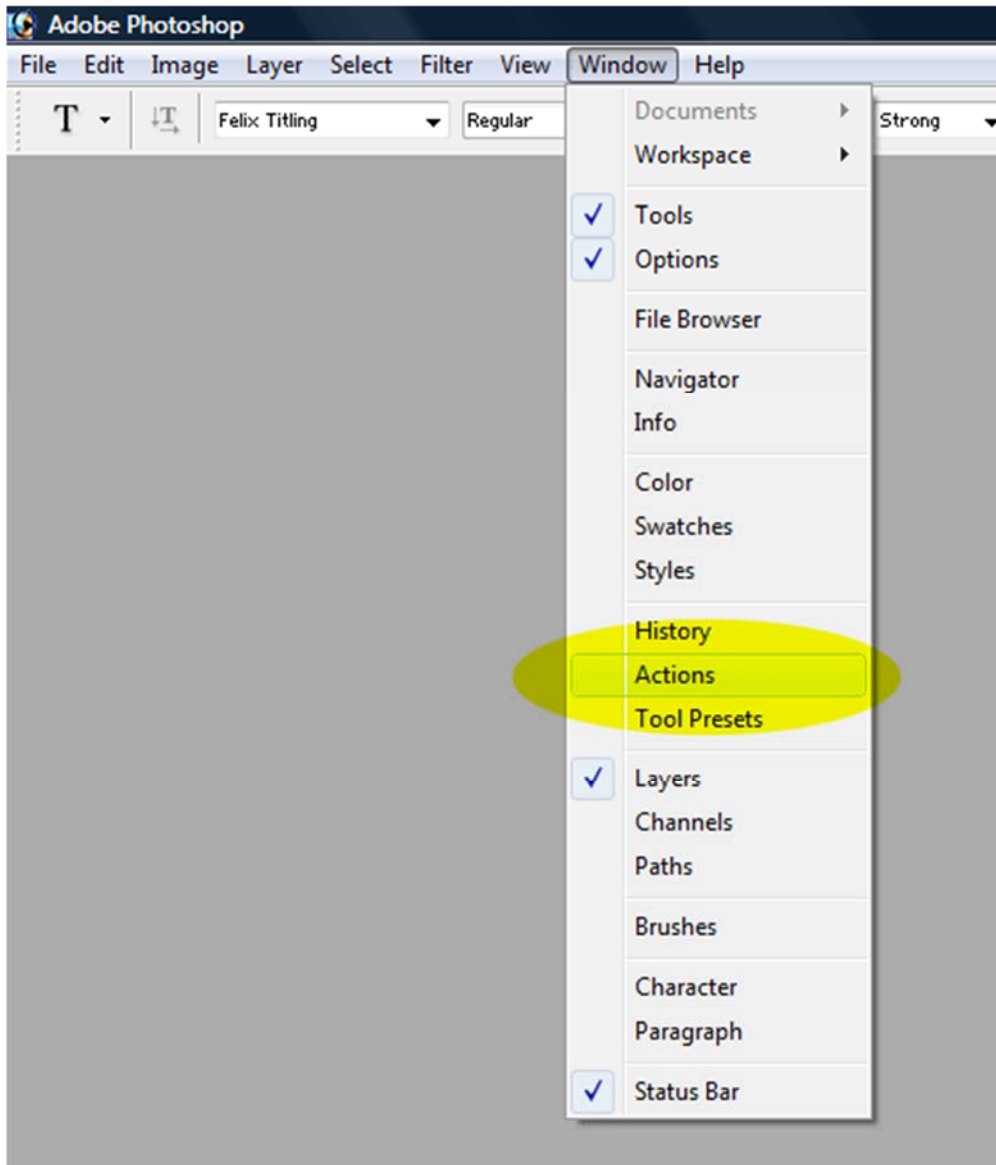 Adobe Photoshop
File Edit Image Layer Select Filter View Window Help
T T Felix Titling Regular Strong
Documents
Workspace
Tools
Options
File Browser
Navigator
Info
Color
Swatches
Styles
History
Actions
Tool Presets
Layers
Channels
Paths
Brushes
Character
Paragraph
Status Bar